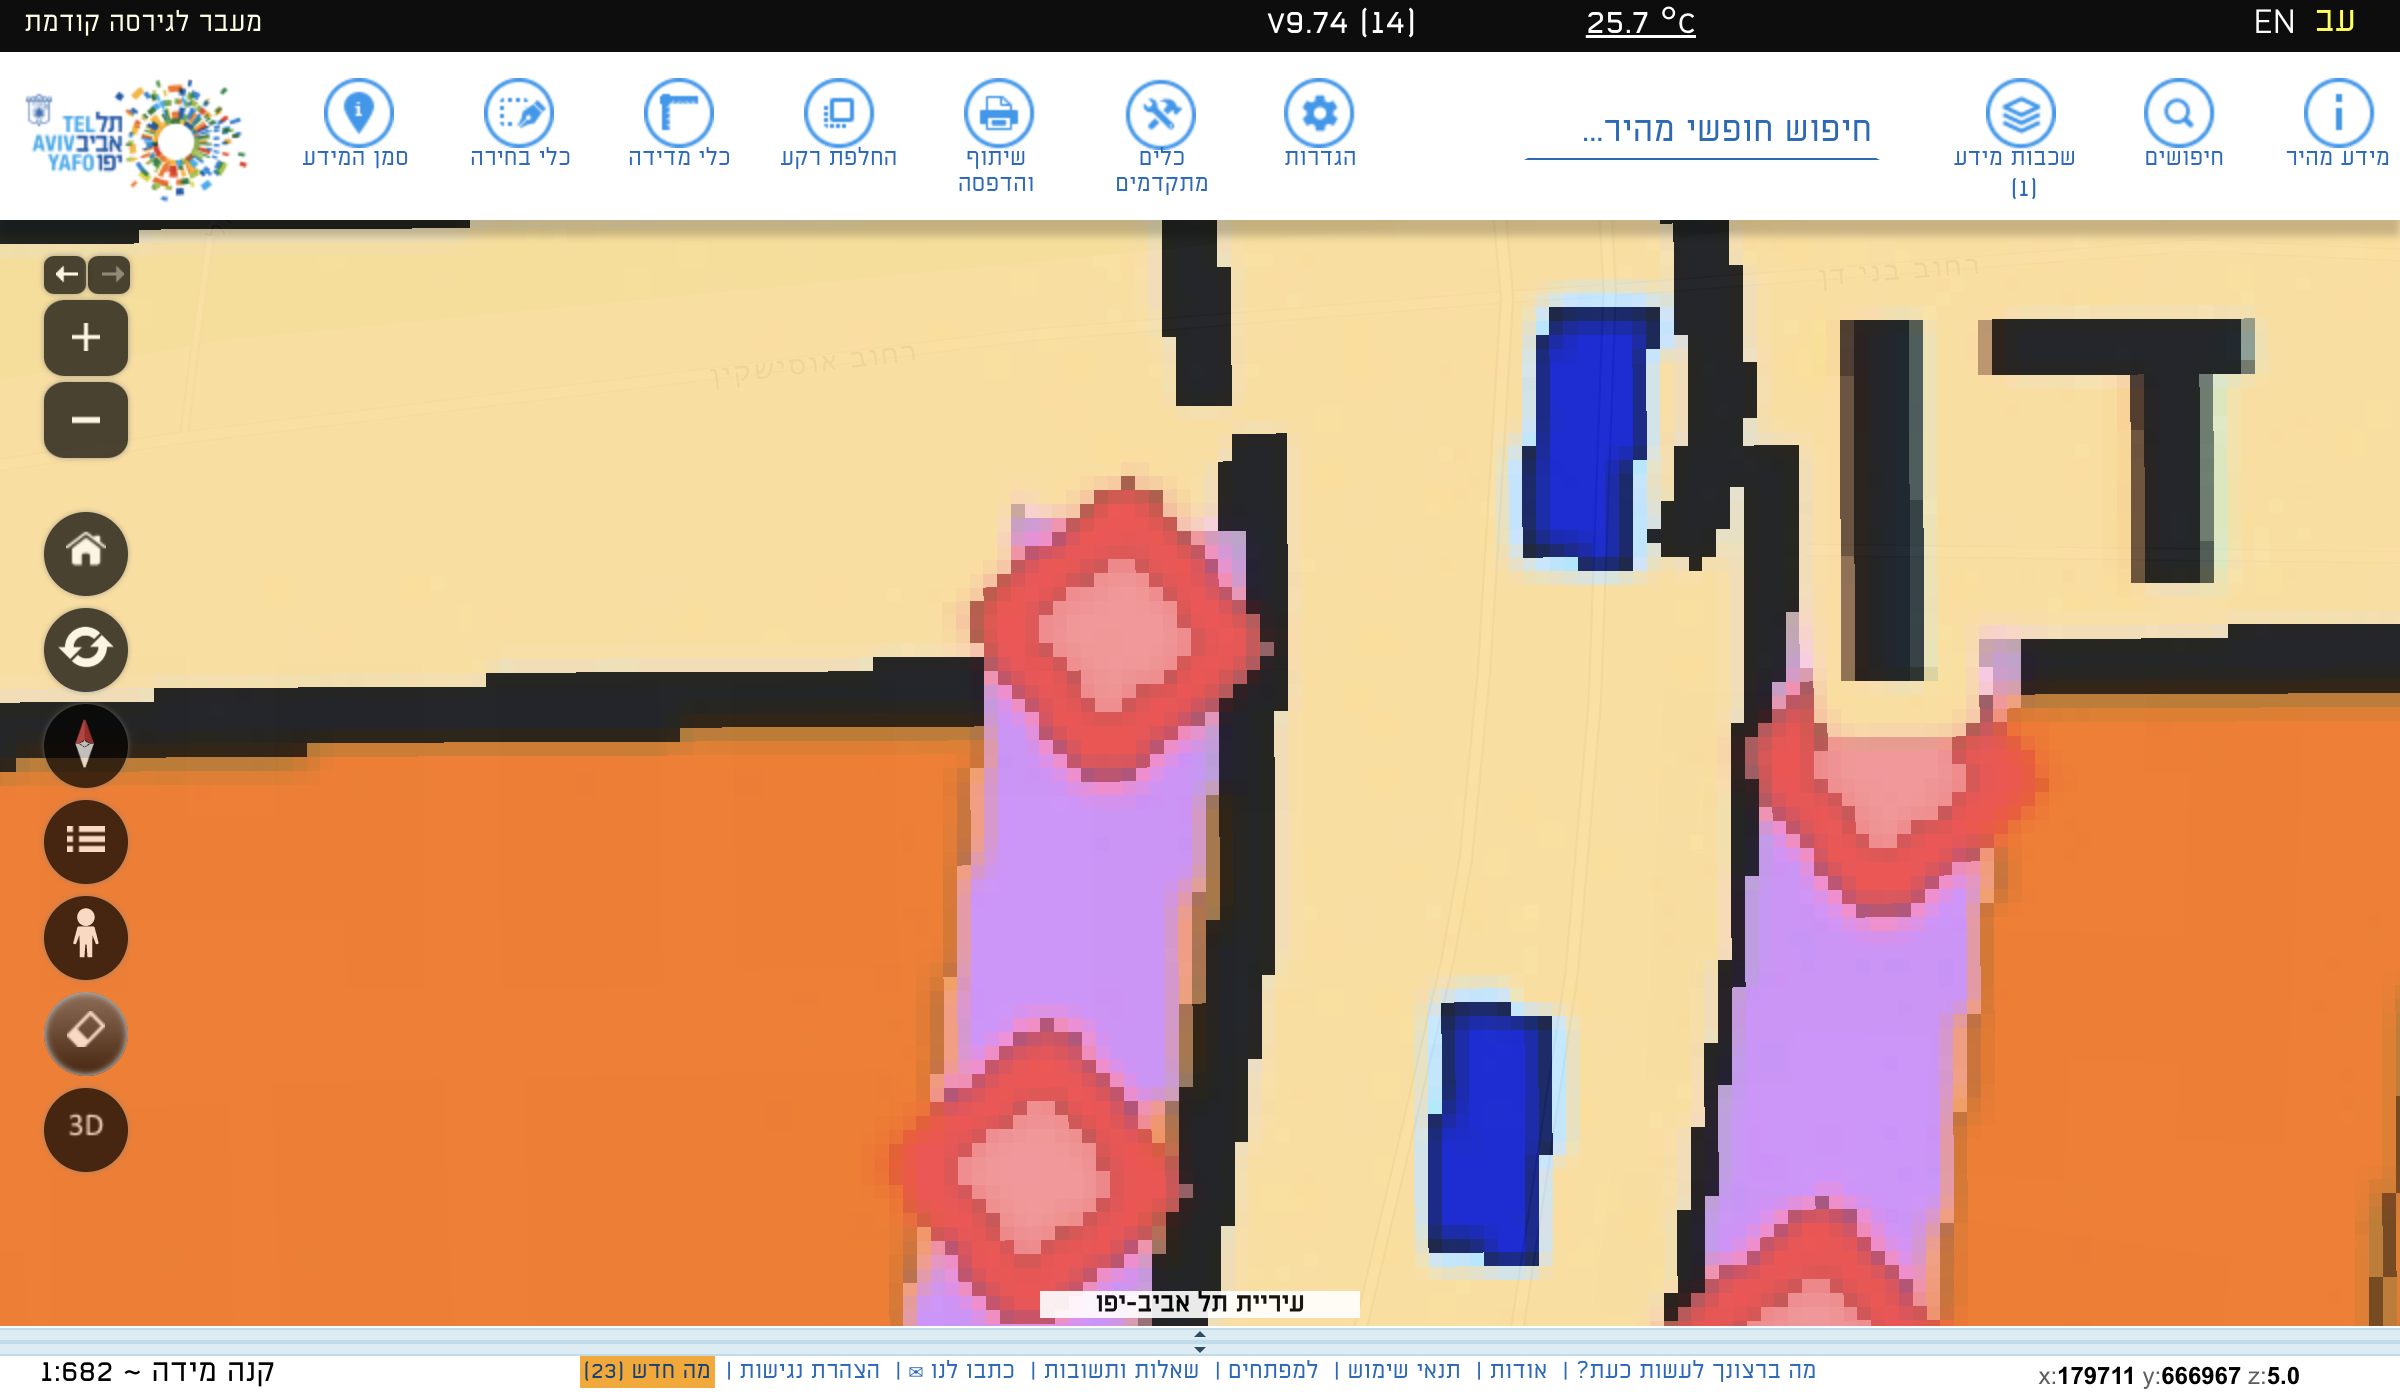 עב EN
25.7 °C
V9.74 (14)
מעבר לגירסה קודמת
מידע מהיר
חיפושים
שכבות מידע
(1)
חיפוש חופשי מהיר...
הגדרות
כלים
מתקדמים
שיתוף
והדפסה
החלפת רקע
כלי מדידה
כלי בחירה
סמן המידע
תל TEL
אביב AVIV
יפו YAFO
רחוב בני דן
רחוב אוסישקין
3D
עיריית תל אביב-יפו
x:179711 y:666967 z:5.0
מה ברצונך לעשות כעת? | אודות | תנאי שימוש | למפתחים | שאלות ותשובות | כתבו לנו ✉ | הצהרת נגישות | מה חדש (23)
קנה מידה ~ 1:682